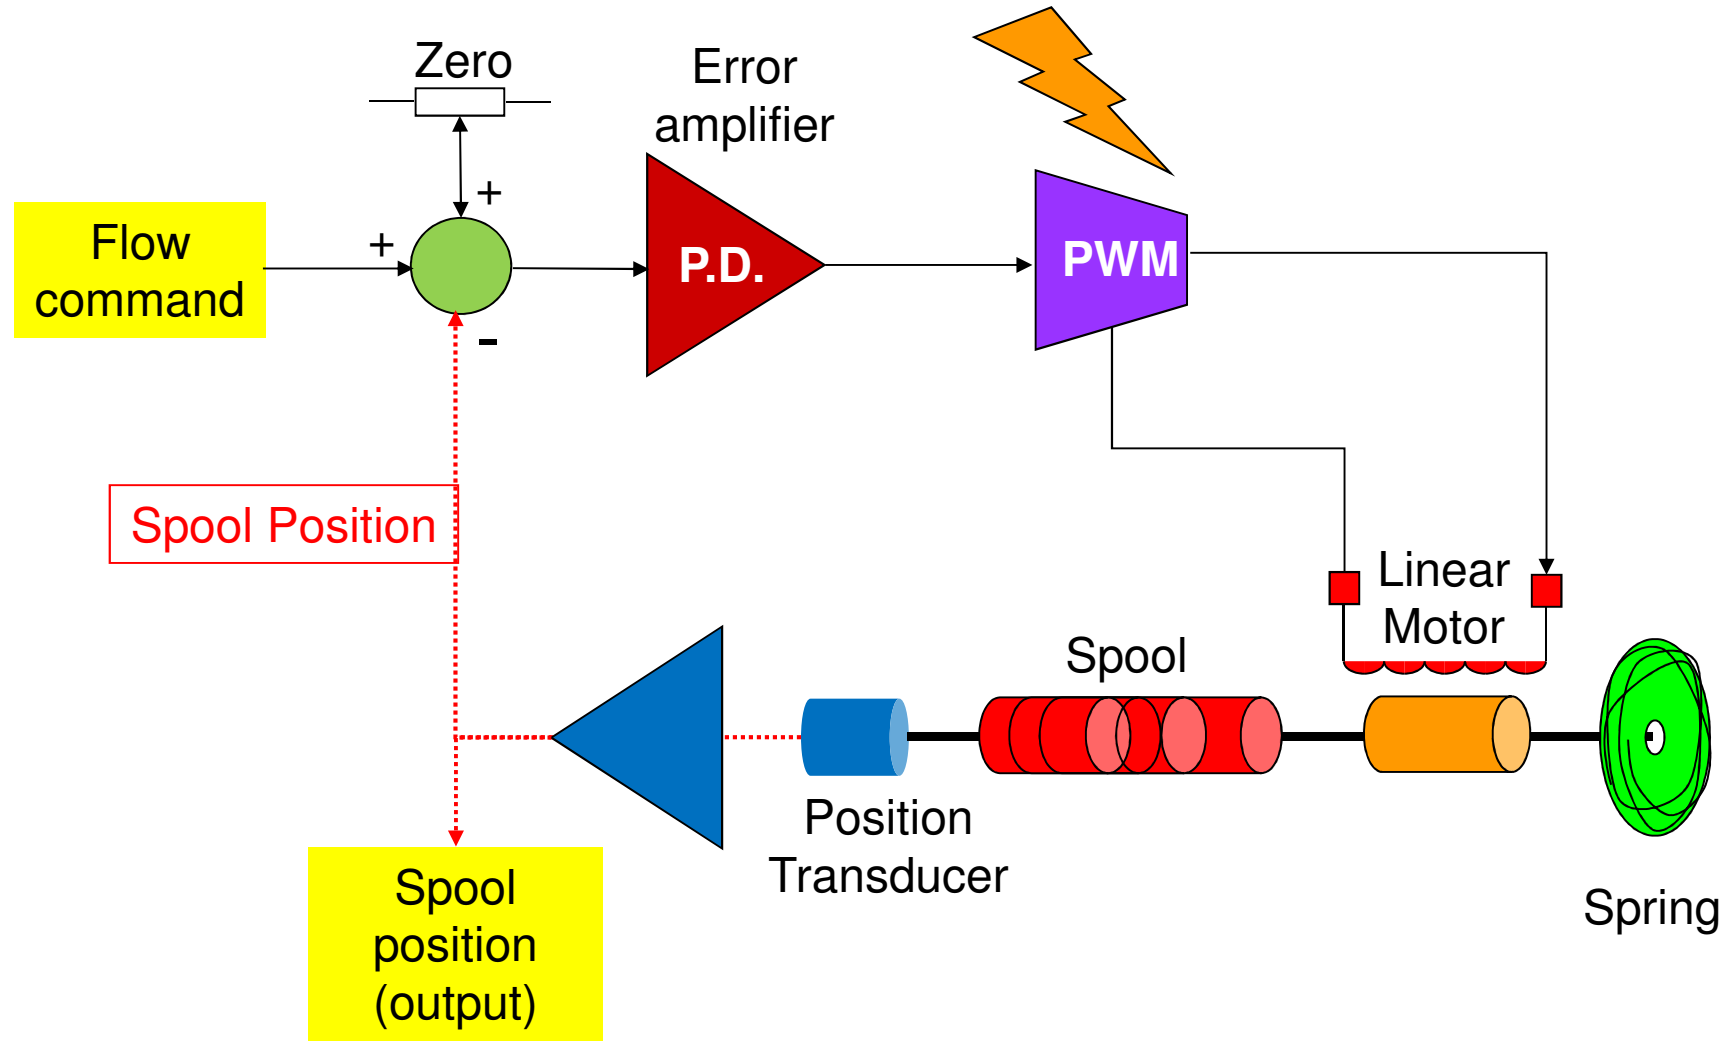 Zero
Error
amplifier
+
Flow
command
+
P.D.
PWM
-
Spool Position
Linear
Motor
Spool
Position
Transducer
Spring
Spool
position
(output)